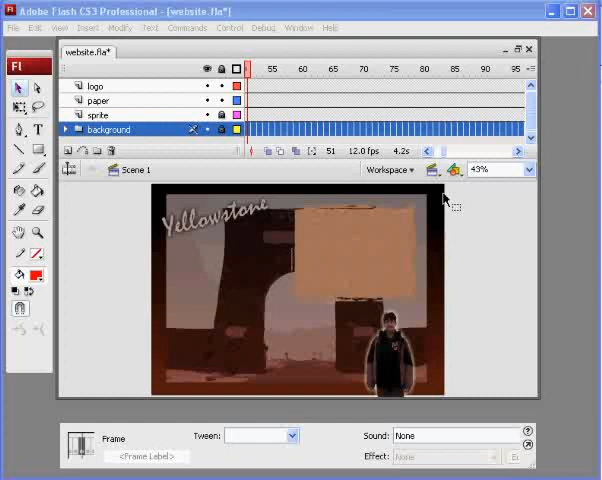 Adobe Flash CS3 Professional - [website.fla*]
File Edit View Insert Modify Text Commands Control Debug Window Help
website.fla*
55 60 65 70 75 80 85 90 95
logo
paper
sprite
background
51 12.0 fps 4.2s
Scene 1 Workspace 43%
Yellowstone
Frame Tween: Sound: None
<Frame Label> Effect: None